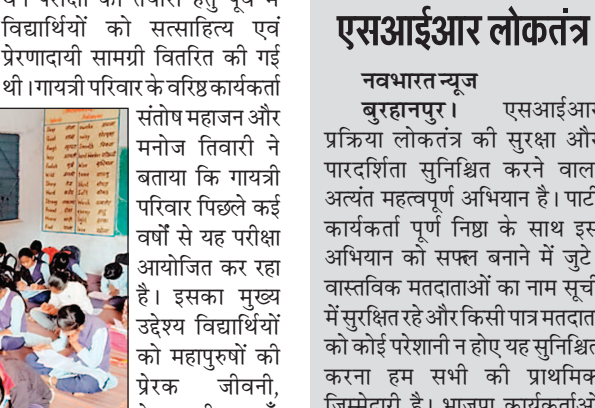 विद्यार्थियों को सत्साहित्य एवं
प्रेरणादायी सामग्री वितरित की गई
थी। गायत्री परिवार के वरिष्ठ कार्यकर्ता
संतोष महाजन और
मनोज तिवारी ने
बताया कि गायत्री
परिवार पिछले कई
वर्षों से यह परीक्षा
आयोजित कर रहा
है। इसका मुख्य
उद्देश्य विद्यार्थियों
को महापुरुषों की
प्रेरक जीवनी,
एसआईआर लोकतंत्र
नवभारत न्यूज
बुरहानपुर। एसआईआर
प्रक्रिया लोकतंत्र की सुरक्षा और
पारदर्शिता सुनिश्चित करने वाला
अत्यंत महत्वपूर्ण अभियान है। पार्टी
कार्यकर्ता पूर्ण निष्ठा के साथ इस
अभियान को सफल बनाने में जुटे
वास्तविक मतदाताओं का नाम सूची
में सुरक्षित रहे और किसी पात्र मतदाता
को कोई परेशानी न होए यह सुनिश्चित
करना हम सभी की प्राथमिक
जिम्मेदारी है। भाजपा कार्यकर्ताओं